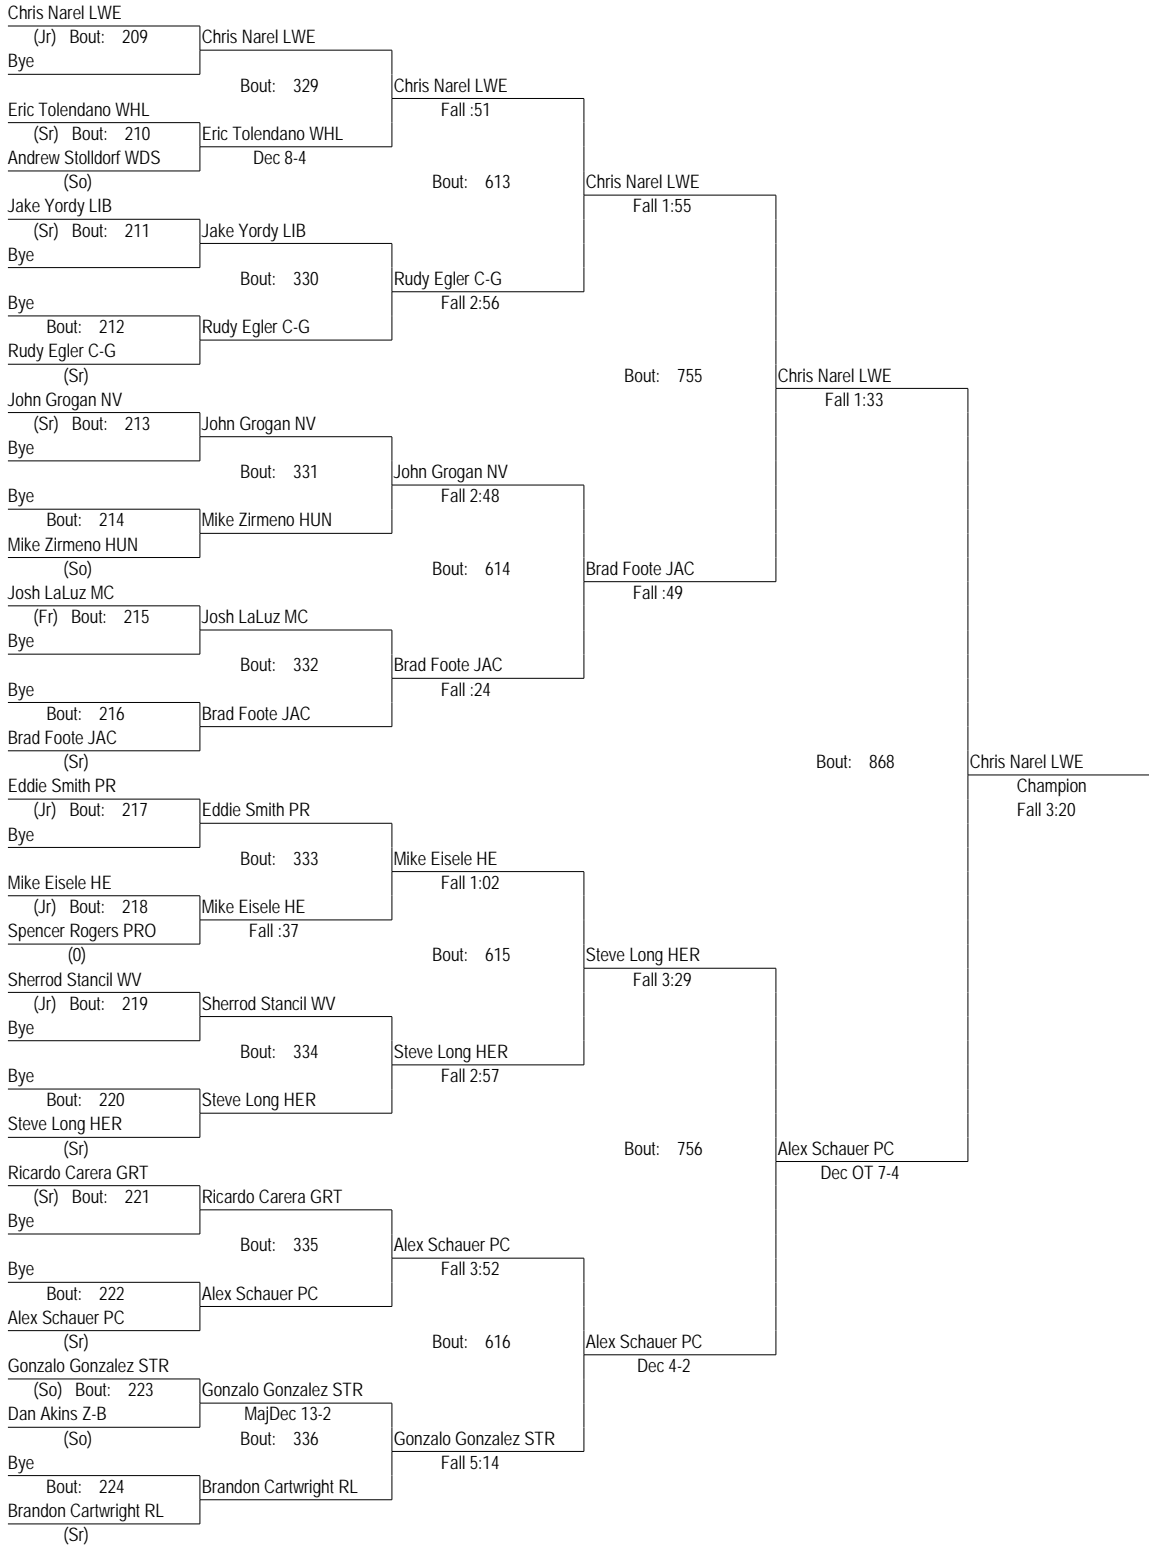 Chris Narel LWE
(Jr) Bout: 209 Chris Narel LWE
Bye
Bout: 329 Chris Narel LWE
Eric Tolendano WHL Fall :51
(Sr) Bout: 210 Eric Tolendano WHL
Andrew Stolldorf WDS Dec 8-4
(So) Bout: 613 Chris Narel LWE
Jake Yordy LIB Fall 1:55
(Sr) Bout: 211 Jake Yordy LIB
Bye
Bout: 330 Rudy Egler C-G
Bye Fall 2:56
Bout: 212 Rudy Egler C-G
Rudy Egler C-G
(Sr) Bout: 755 Chris Narel LWE
John Grogan NV Fall 1:33
(Sr) Bout: 213 John Grogan NV
Bye
Bout: 331 John Grogan NV
Bye Fall 2:48
Bout: 214 Mike Zirmeno HUN
Mike Zirmeno HUN
(So) Bout: 614 Brad Foote JAC
Josh LaLuz MC Fall :49
(Fr) Bout: 215 Josh LaLuz MC
Bye
Bout: 332 Brad Foote JAC
Bye Fall :24
Bout: 216 Brad Foote JAC
Brad Foote JAC
(Sr) Bout: 868 Chris Narel LWE
Eddie Smith PR Champion
(Jr) Bout: 217 Eddie Smith PR Fall 3:20
Bye
Bout: 333 Mike Eisele HE
Mike Eisele HE Fall 1:02
(Jr) Bout: 218 Mike Eisele HE
Spencer Rogers PRO Fall :37
(0) Bout: 615 Steve Long HER
Sherrod Stancil WV Fall 3:29
(Jr) Bout: 219 Sherrod Stancil WV
Bye
Bout: 334 Steve Long HER
Bye Fall 2:57
Bout: 220 Steve Long HER
Steve Long HER
(Sr) Bout: 756 Alex Schauer PC
Ricardo Carera GRT Dec OT 7-4
(Sr) Bout: 221 Ricardo Carera GRT
Bye
Bout: 335 Alex Schauer PC
Bye Fall 3:52
Bout: 222 Alex Schauer PC
Alex Schauer PC
(Sr) Bout: 616 Alex Schauer PC
Gonzalo Gonzalez STR Dec 4-2
(So) Bout: 223 Gonzalo Gonzalez STR
Dan Akins Z-B MajDec 13-2
(So) Bout: 336 Gonzalo Gonzalez STR
Bye Fall 5:14
Bout: 224 Brandon Cartwright RL
Brandon Cartwright RL
(Sr)